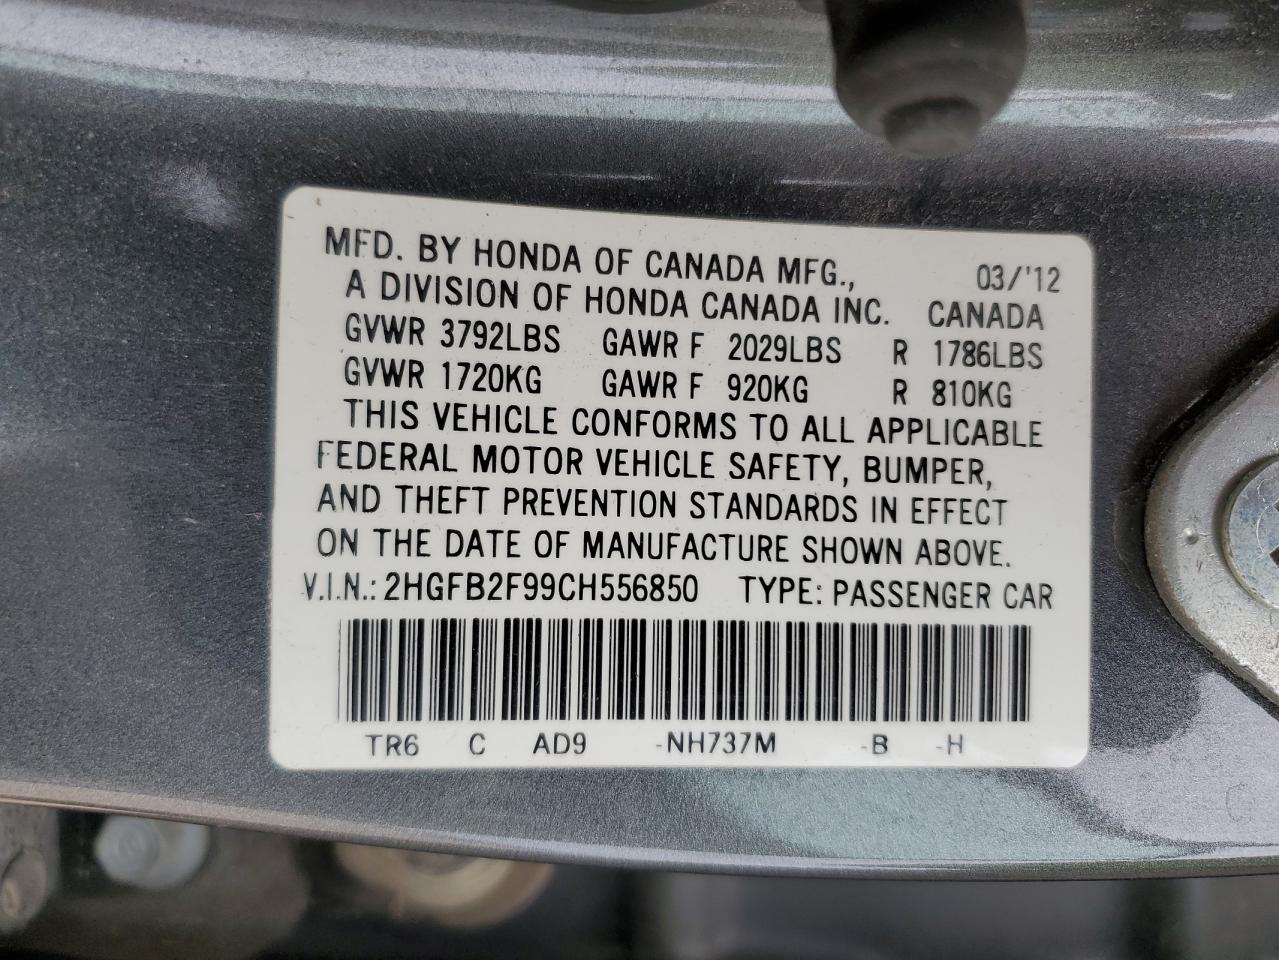 MFD. BY HONDA OF CANADA MFG., 03/'12
A DIVISION OF HONDA CANADA INC. CANADA
GVWR 3792LBS GAWR F 2029LBS R 1786LBS
GVWR 1720KG GAWR F 920KG R 810KG
THIS VEHICLE CONFORMS TO ALL APPLICABLE
FEDERAL MOTOR VEHICLE SAFETY, BUMPER,
AND THEFT PREVENTION STANDARDS IN EFFECT
ON THE DATE OF MANUFACTURE SHOWN ABOVE.
V.I.N.: 2HGFB2F99CH556850 TYPE: PASSENGER CAR
TR6 C AD9 -NH737M -B -H